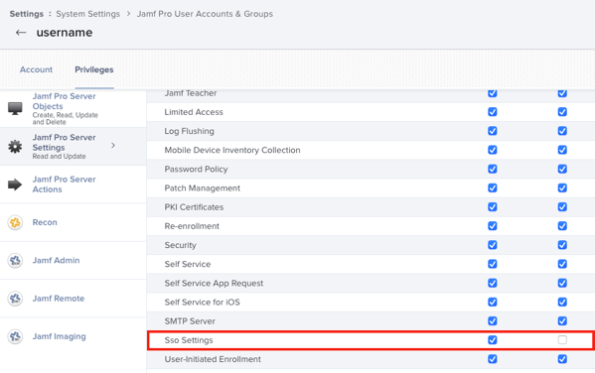 Settings : System Settings > Jamf Pro User Accounts & Groups
← username
Account Privileges
Jamf Pro Server
Objects
Create, Read, Update
and Delete
Jamf Pro Server
Settings
Read and Update
Jamf Pro Server
Actions
Recon
Jamf Admin
Jamf Remote
Jamf Imaging
Jamf Teacher
Limited Access
Log Flushing
Mobile Device Inventory Collection
Password Policy
Patch Management
PKI Certificates
Re-enrollment
Security
Self Service
Self Service App Request
Self Service for iOS
SMTP Server
Sso Settings
User-Initiated Enrollment